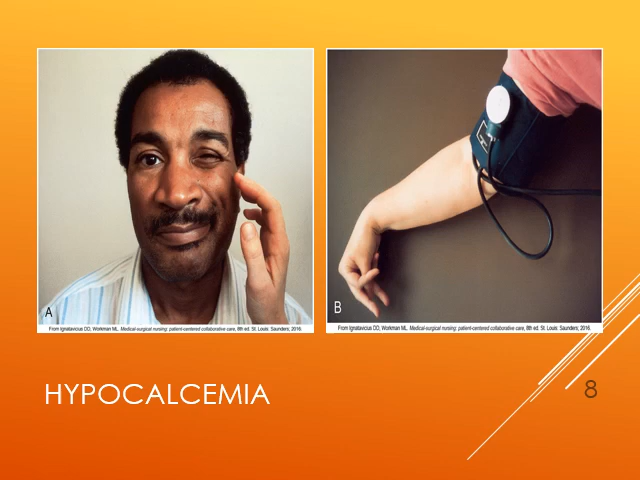 A
B
From Ignatavicius DD, Workman ML. Medical-surgical nursing: patient-centered collaborative care, 8th ed. St. Louis: Saunders; 2016.
From Ignatavicius DD, Workman ML. Medical-surgical nursing: patient-centered collaborative care, 8th ed. St. Louis: Saunders; 2016.
HYPOCALCEMIA
8